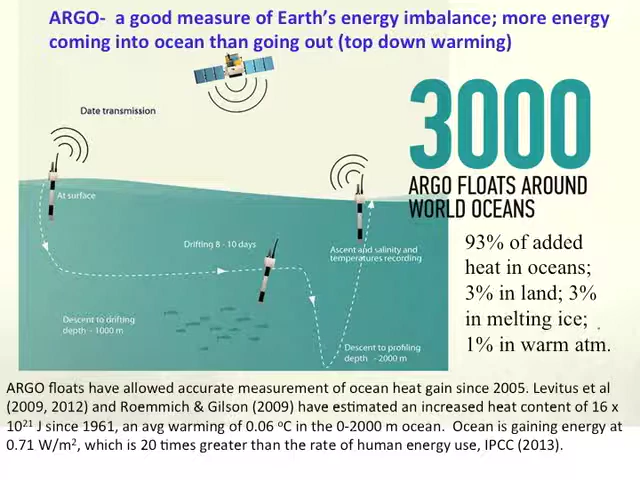 ARGO-  a good measure of Earth's energy imbalance; more energy
coming into ocean than going out (top down warming)
Date transmission
3000
ARGO FLOATS AROUND
WORLD OCEANS
At surface
Drifting 8 - 10 days
Ascent and salinity and
temperatures recording
93% of added
heat in oceans;
3% in land; 3%
in melting ice;
1% in warm atm.
Descent to drifting
depth - 1000 m
Descent to profiling
depth - 2000 m
ARGO floats have allowed accurate measurement of ocean heat gain since 2005. Levitus et al
(2009, 2012) and Roemmich & Gilson (2009) have estimated an increased heat content of 16 x
10²¹ J since 1961, an avg warming of 0.06 ᵒC in the 0-2000 m ocean.  Ocean is gaining energy at
0.71 W/m², which is 20 times greater than the rate of human energy use, IPCC (2013).